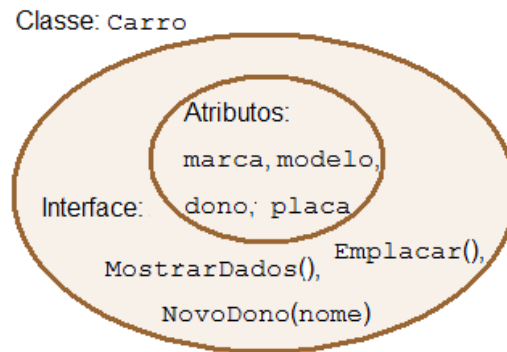 Classe: Carro
Atributos:
marca, modelo,
Interface: dono, placa
MostrarDados(), Emplacar(),
NovoDono(nome)